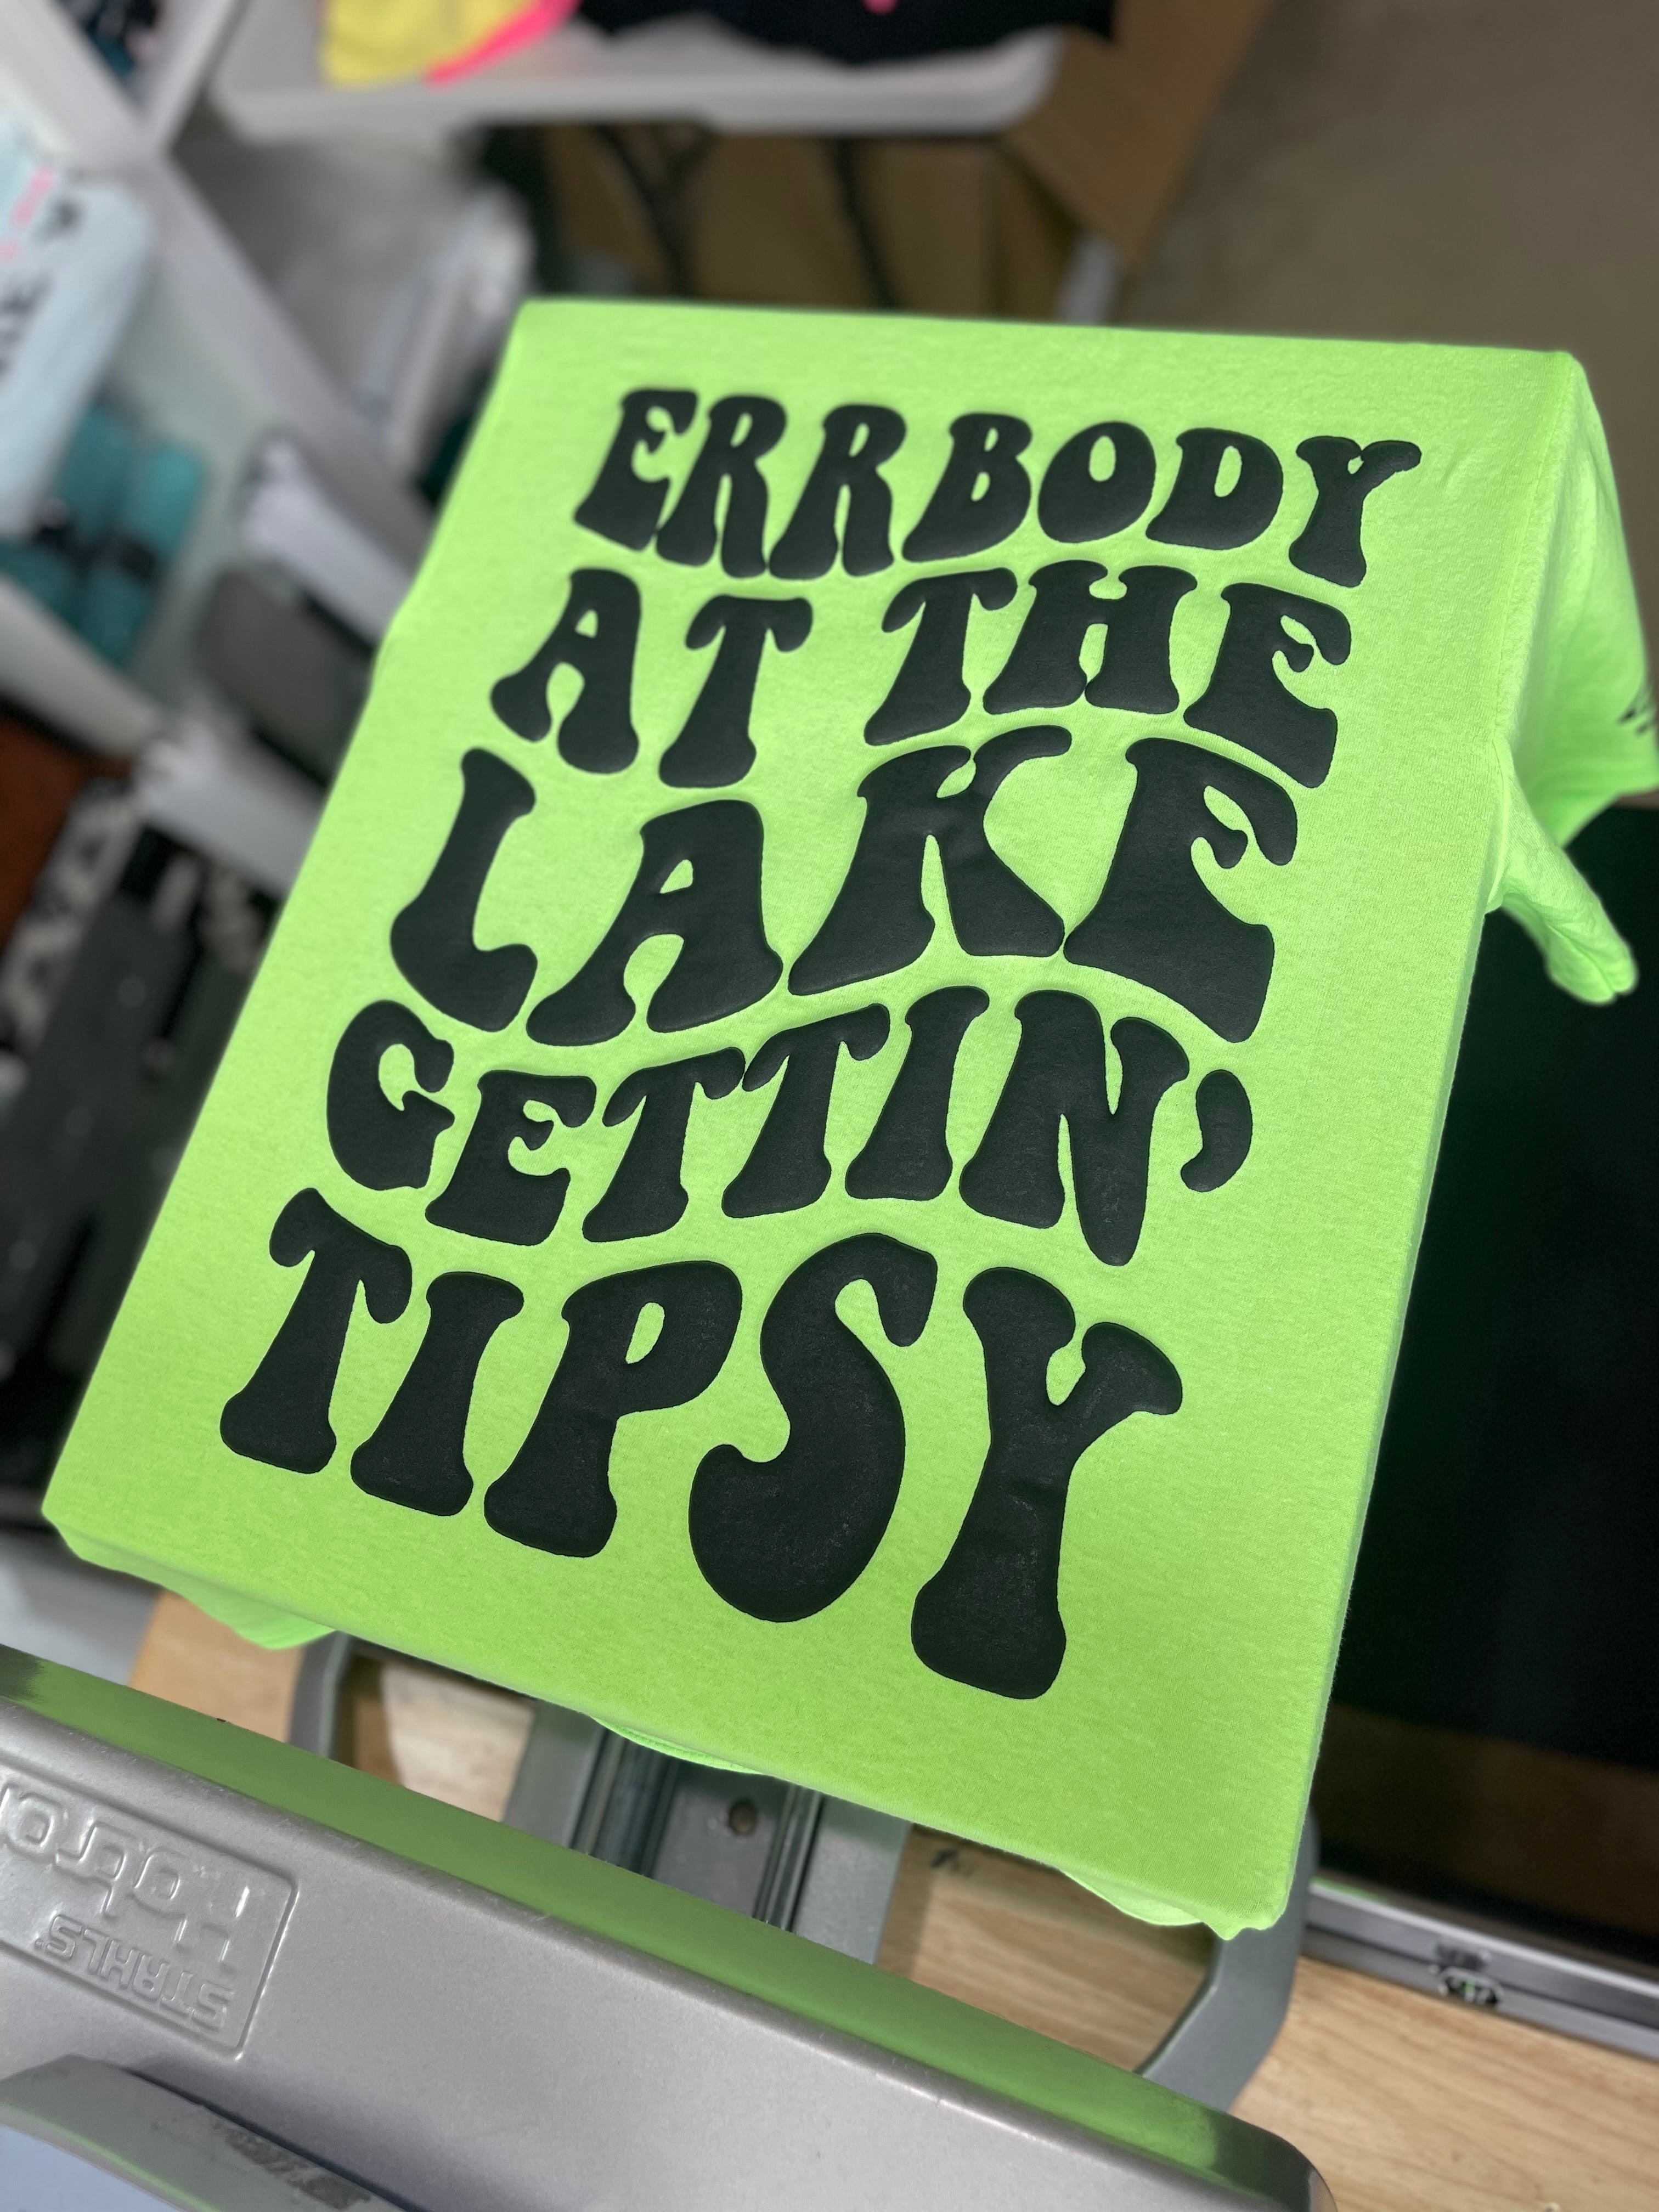 ERRBODY
AT THE
LAKE
GETTIN'
TIPSY
STAHLS'